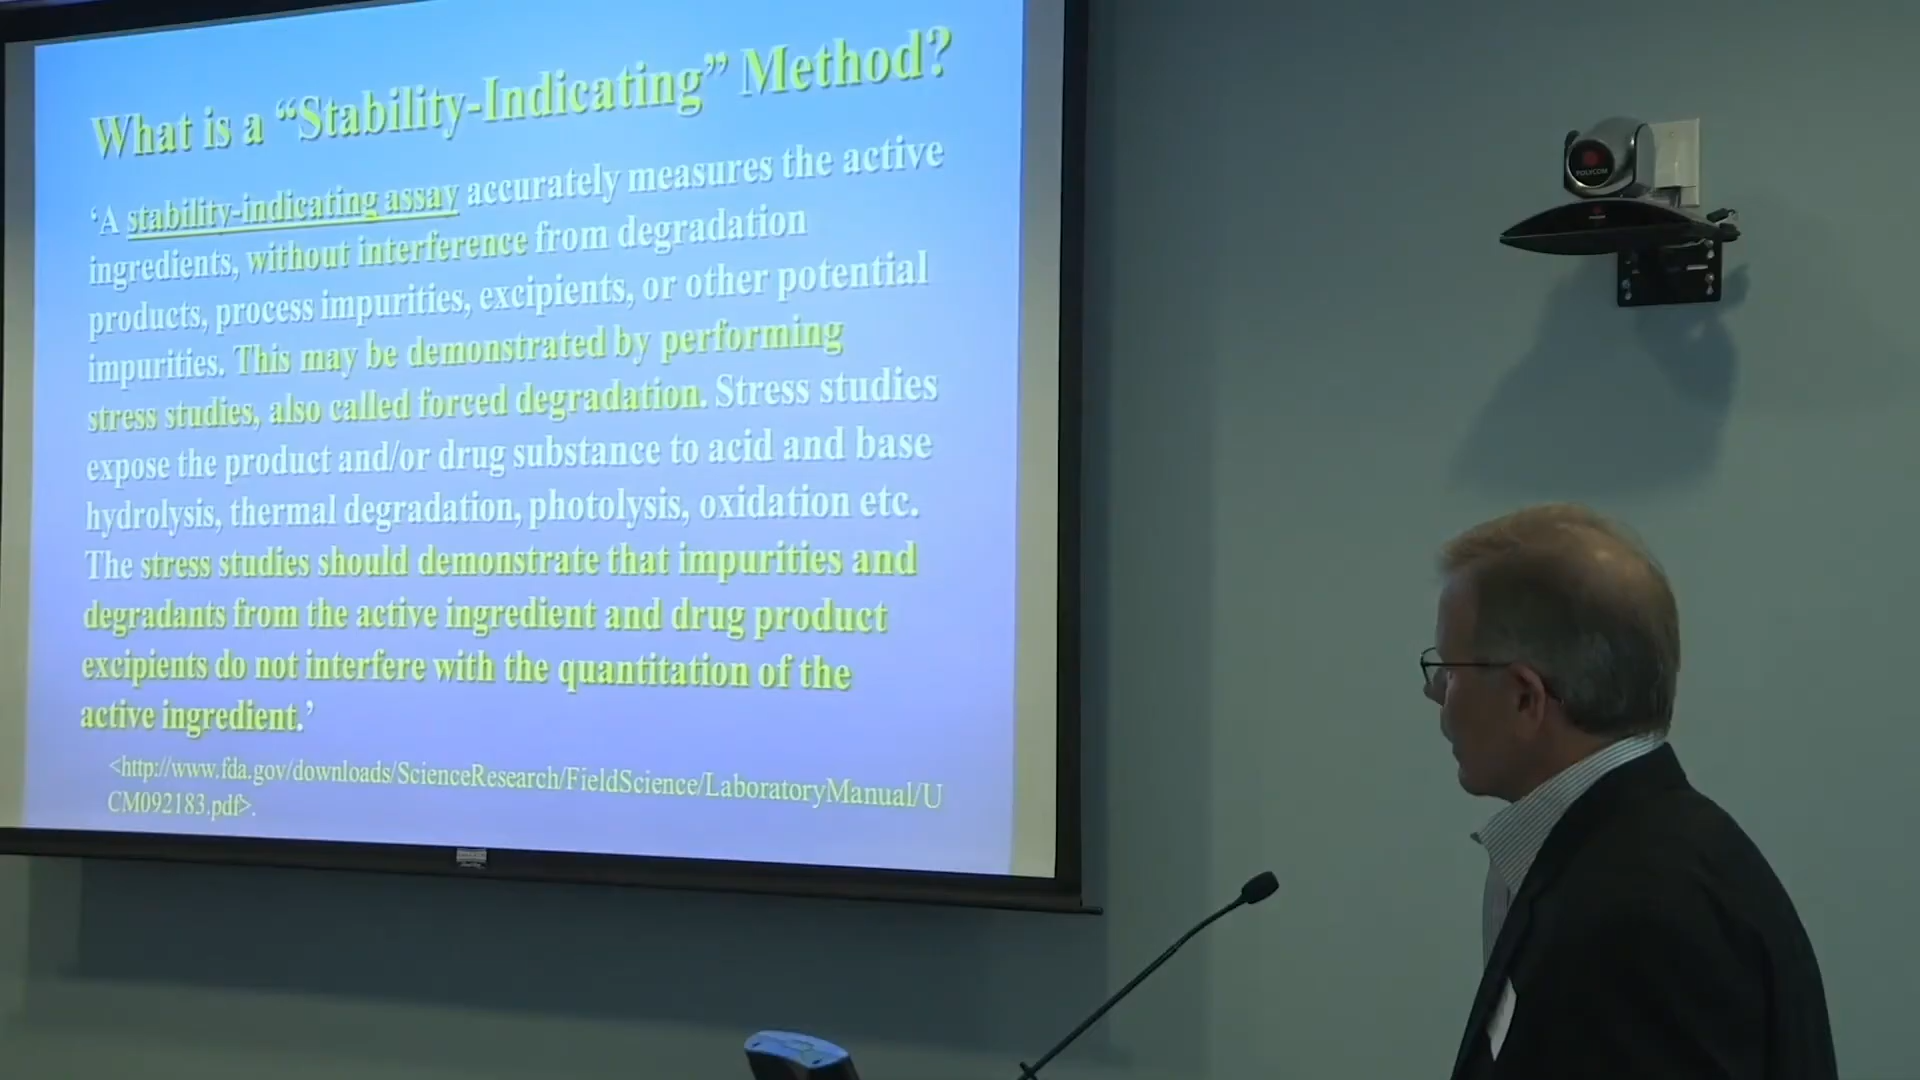 What is a “Stability-Indicating” Method?
‘A stability-indicating assay accurately measures the active
ingredients, without interference from degradation
products, process impurities, excipients, or other potential
impurities. This may be demonstrated by performing
stress studies, also called forced degradation. Stress studies
expose the product and/or drug substance to acid and base
hydrolysis, thermal degradation, photolysis, oxidation etc.
The stress studies should demonstrate that impurities and
degradants from the active ingredient and drug product
excipients do not interfere with the quantitation of the
active ingredient.’
<http://www.fda.gov/downloads/ScienceResearch/FieldScience/LaboratoryManual/U
CM092183.pdf>.
POLYCOM